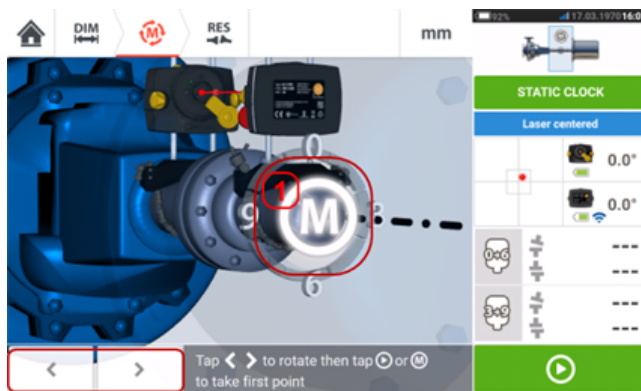 DIM
M
RES
mm
92%
17.03.1970 16:0
STATIC CLOCK
Laser centered
0.0°
0.0°
0
9
1
M
3
6
0 6
---
---
3 9
---
---
Tap < > to rotate then tap or M
to take first point